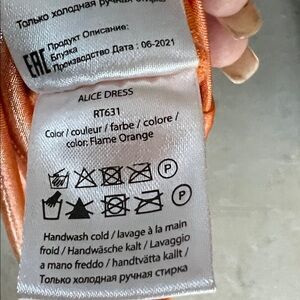 Только холодная ручная стирка
Продукт Описание:
Блузка
Производство Дата : 06-2021
EAC
ALICE DRESS
RT631
Color / couleur / farbe / colore /
color: Flame Orange
P
P
Handwash cold / lavage à la main
froid / Handwäsche kalt / Lavaggio
a mano freddo / handtvätta kallt /
Только холодная ручная стирка